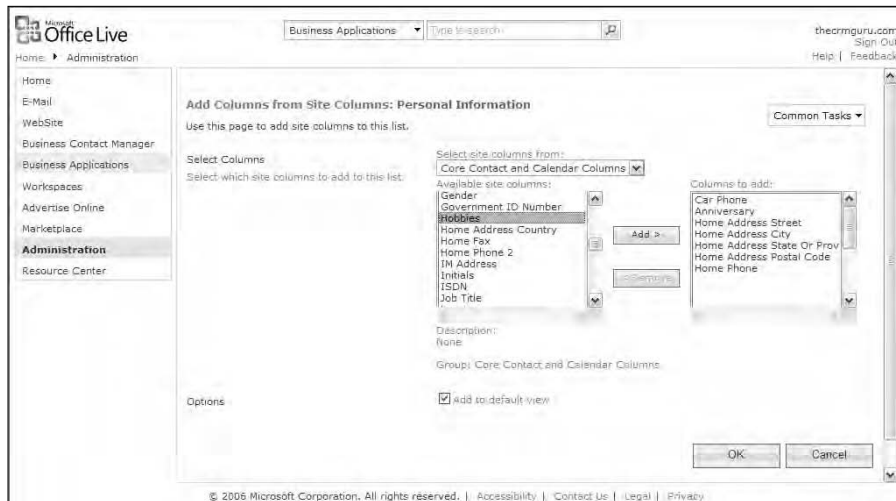 Microsoft
Office Live
Business Applications
Type to search
thecrmguru.com
Sign Out
Home ▸ Administration
Help | Feedback
Home
E-Mail
WebSite
Business Contact Manager
Business Applications
Workspaces
Advertise Online
Marketplace
Administration
Resource Center
Add Columns from Site Columns: Personal Information
Use this page to add site columns to this list.
Common Tasks ▾
Select Columns
Select which site columns to add to this list.
Select site columns from:
Core Contact and Calendar Columns
Available site columns:
Gender
Government ID Number
Hobbies
Home Address Country
Home Fax
Home Phone 2
IM Address
Initials
ISDN
Job Title
Add >
< Remove
Columns to add:
Car Phone
Anniversary
Home Address Street
Home Address City
Home Address State Or Prov
Home Address Postal Code
Home Phone
Description:
None
Group: Core Contact and Calendar Columns
Options
Add to default view
OK
Cancel
© 2006 Microsoft Corporation. All rights reserved. | Accessibility | Contact Us | Legal | Privacy